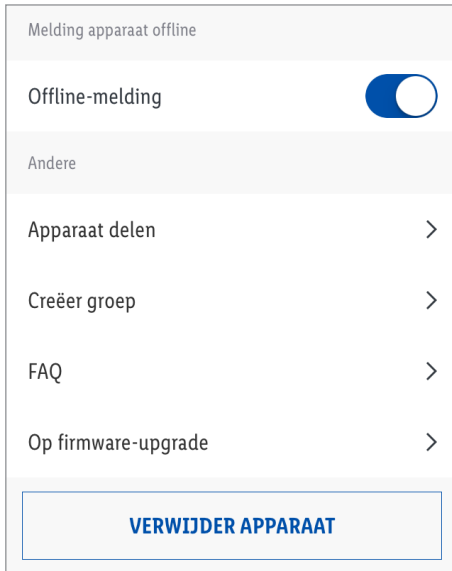 Melding apparaat offline
Offline-melding
Andere
Apparaat delen
Creëer groep
FAQ
Op firmware-upgrade
VERWIJDER APPARAAT